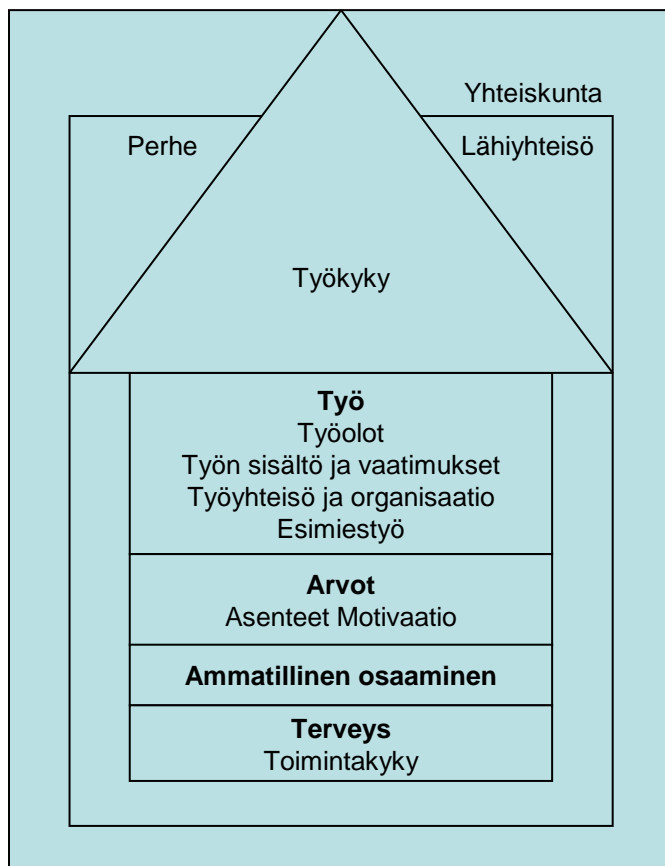 Yhteiskunta
Perhe
Lähiyhteisö
Työkyky
Työ
Työolot
Työn sisältö ja vaatimukset
Työyhteisö ja organisaatio
Esimiestyö
Arvot
Asenteet Motivaatio
Ammatillinen osaaminen
Terveys
Toimintakyky